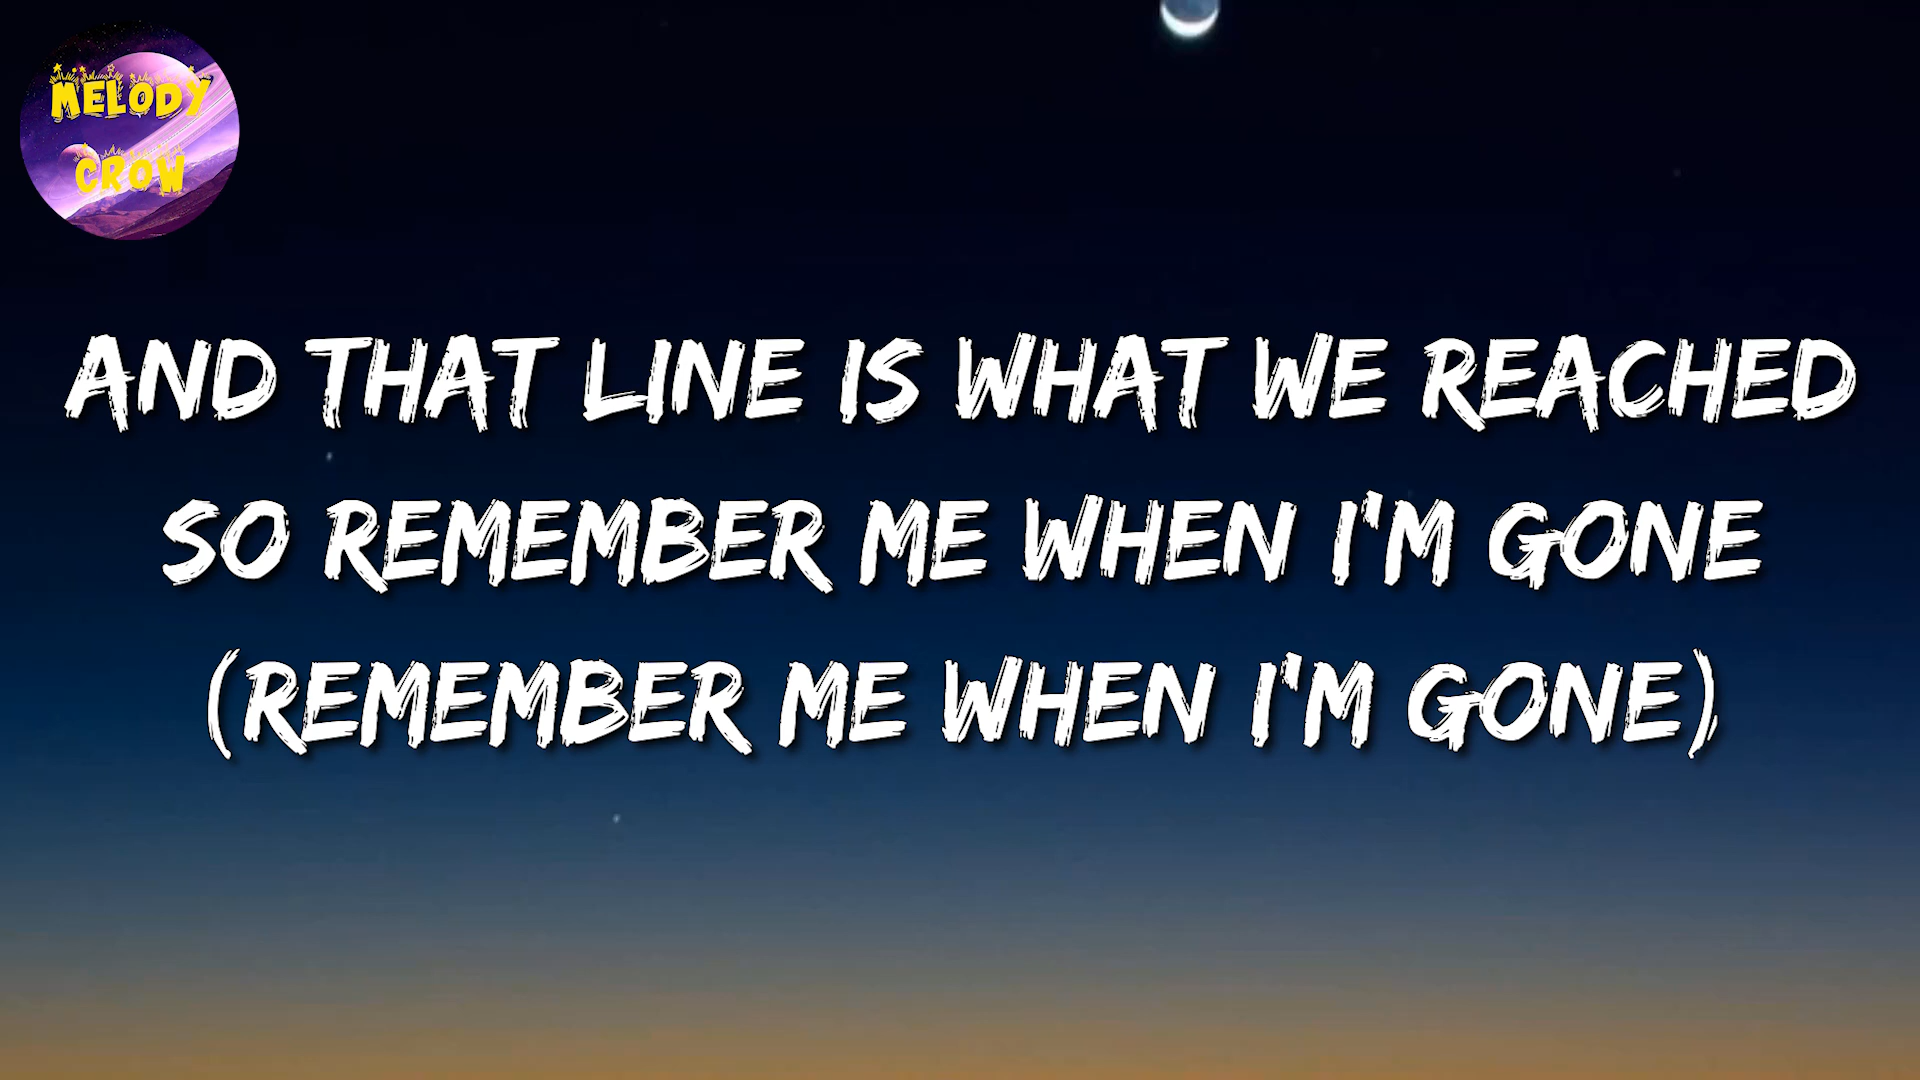 MELODY
CROW
AND THAT LINE IS WHAT WE REACHED
SO REMEMBER ME WHEN I'M GONE
(REMEMBER ME WHEN I'M GONE)